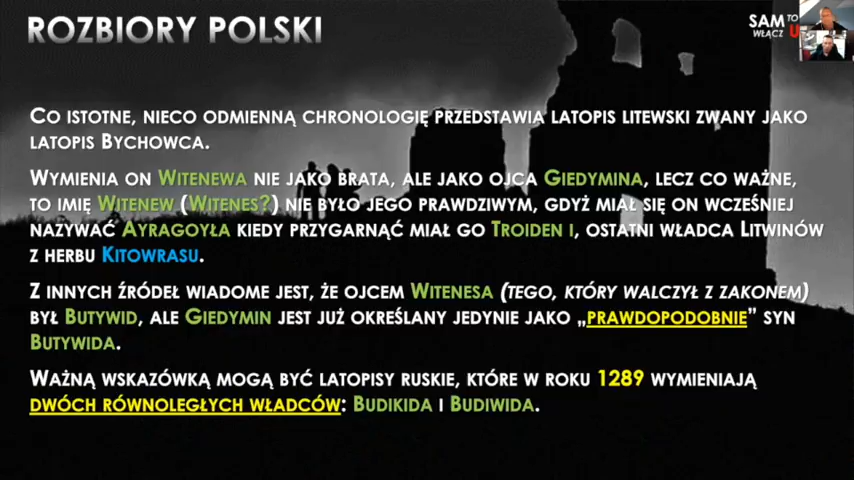 ROZBIORY POLSKI
SAM TO
WŁĄCZ U
CO ISTOTNE, NIECO ODMIENNĄ CHRONOLOGIĘ PRZEDSTAWIA LATOPIS LITEWSKI ZWANY JAKO
LATOPIS BYCHOWCA.
WYMIENIA ON WITENEWA NIE JAKO BRATA, ALE JAKO OJCA GIEDYMINA, LECZ CO WAŻNE,
TO IMIĘ WITENEW (WITENES?) NIE BYŁO JEGO PRAWDZIWYM, GDYŻ MIAŁ SIĘ ON WCZEŚNIEJ
NAZYWAĆ AYRAGOYŁA KIEDY PRZYGARNĄĆ MIAŁ GO TROIDEN I, OSTATNI WŁADCA LITWINÓW
Z HERBU KITOWRASU.
Z INNYCH ŹRÓDEŁ WIADOME JEST, ŻE OJCEM WITENESA (TEGO, KTÓRY WALCZYŁ Z ZAKONEM)
BYŁ BUTYWID, ALE GIEDYMIN JEST JUŻ OKREŚLANY JEDYNIE JAKO „PRAWDOPODOBNIE” SYN
BUTYWIDA.
WAŻNĄ WSKAZÓWKĄ MOGĄ BYĆ LATOPISY RUSKIE, KTÓRE W ROKU 1289 WYMIENIAJĄ
DWÓCH RÓWNOLEGŁYCH WŁADCÓW: BUDIKIDA I BUDIWIDA.